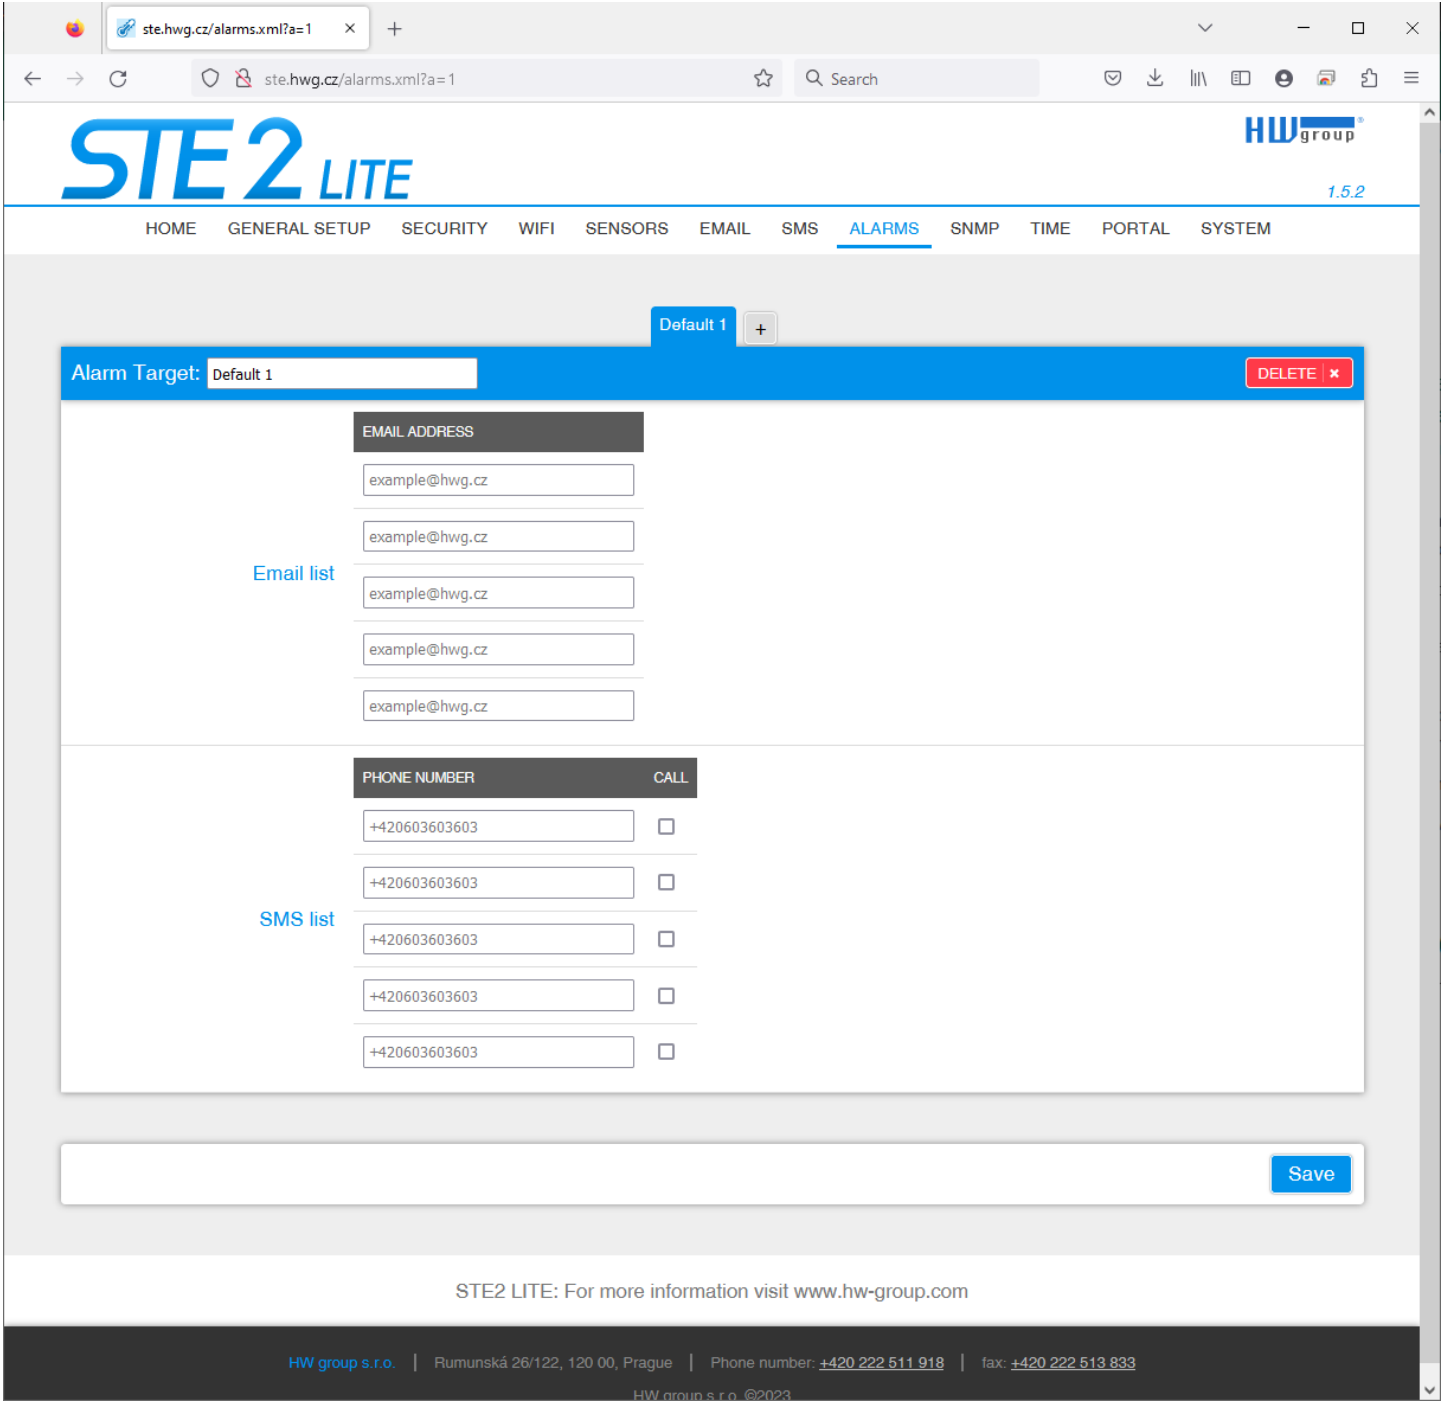 ste.hwg.cz/alarms.xml?a=1
ste.hwg.cz/alarms.xml?a=1
Search
STE2 LITE
HW group
1.5.2
HOME GENERAL SETUP SECURITY WIFI SENSORS EMAIL SMS ALARMS SNMP TIME PORTAL SYSTEM
Default 1 +
Alarm Target: Default 1 DELETE ×
EMAIL ADDRESS
example@hwg.cz
example@hwg.cz
Email list
example@hwg.cz
example@hwg.cz
example@hwg.cz
PHONE NUMBER CALL
+420603603603
+420603603603
SMS list
+420603603603
+420603603603
+420603603603
Save
STE2 LITE: For more information visit www.hw-group.com
HW group s.r.o. | Rumunská 26/122, 120 00, Prague | Phone number: +420 222 511 918 | fax: +420 222 513 833
HW group s.r.o. ©2023